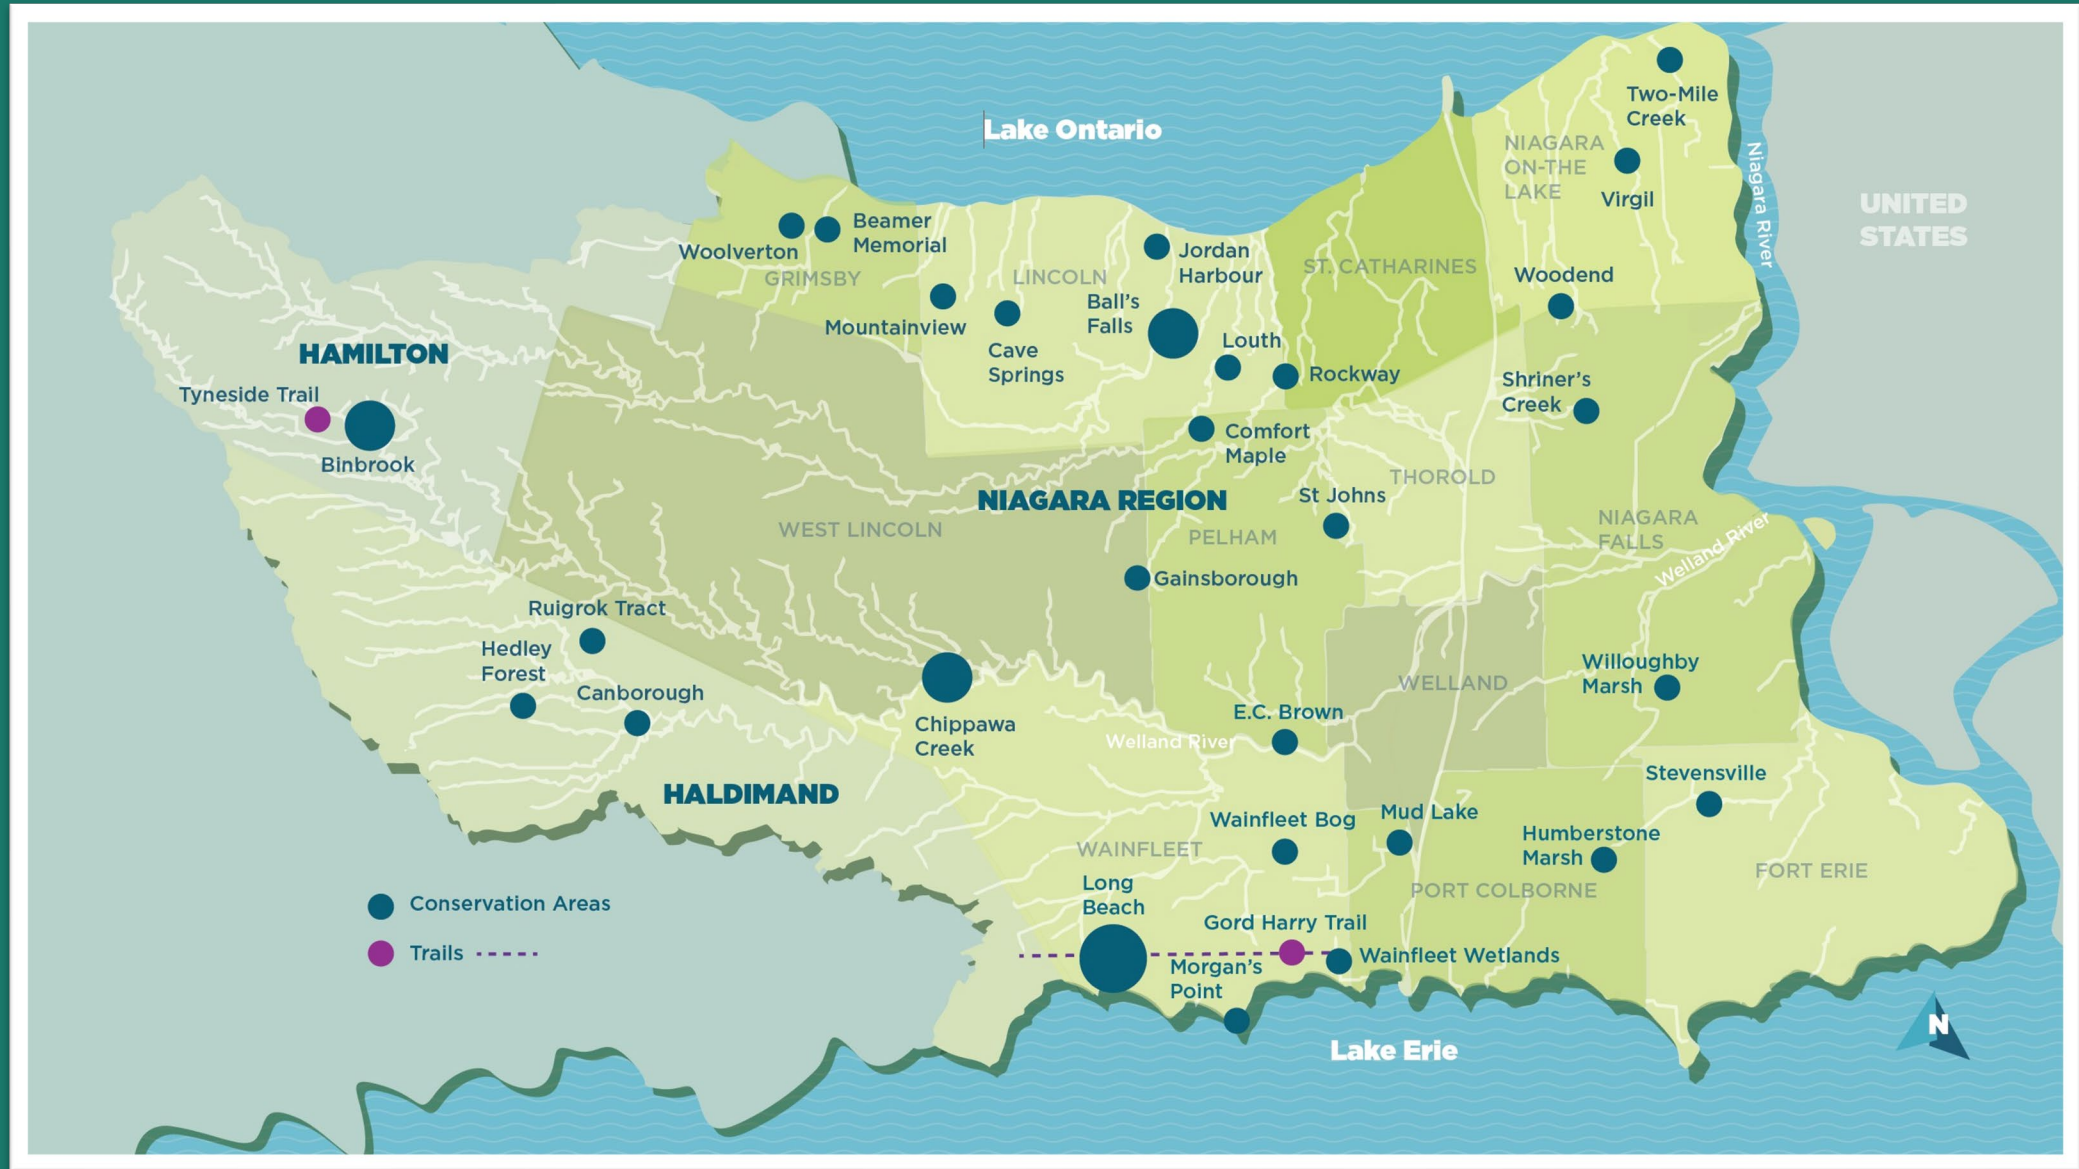 Lake Ontario
Two-Mile
Creek
NIAGARA
ON-THE
LAKE
Virgil
Niagara River
UNITED
STATES
Beamer
Memorial
Woolverton
GRIMSBY
Jordan
Harbour
LINCOLN
ST. CATHARINES
Woodend
Ball's
Falls
Mountainview
Louth
Cave
Springs
Rockway
HAMILTON
Tyneside Trail
Binbrook
Shriner's
Creek
Comfort
Maple
THOROLD
NIAGARA REGION
St Johns
WEST LINCOLN
PELHAM
NIAGARA
FALLS
Welland River
Gainsborough
Ruigrok Tract
Hedley
Forest
Canborough
Willoughby
Marsh
WELLAND
E.C. Brown
Chippawa
Creek
Welland River
Stevensville
HALDIMAND
Wainfleet Bog
Mud Lake
Humberstone
Marsh
WAINFLEET
FORT ERIE
PORT COLBORNE
Long
Beach
Gord Harry Trail
Wainfleet Wetlands
Morgan's
Point
Conservation Areas
Trails
Lake Erie
N